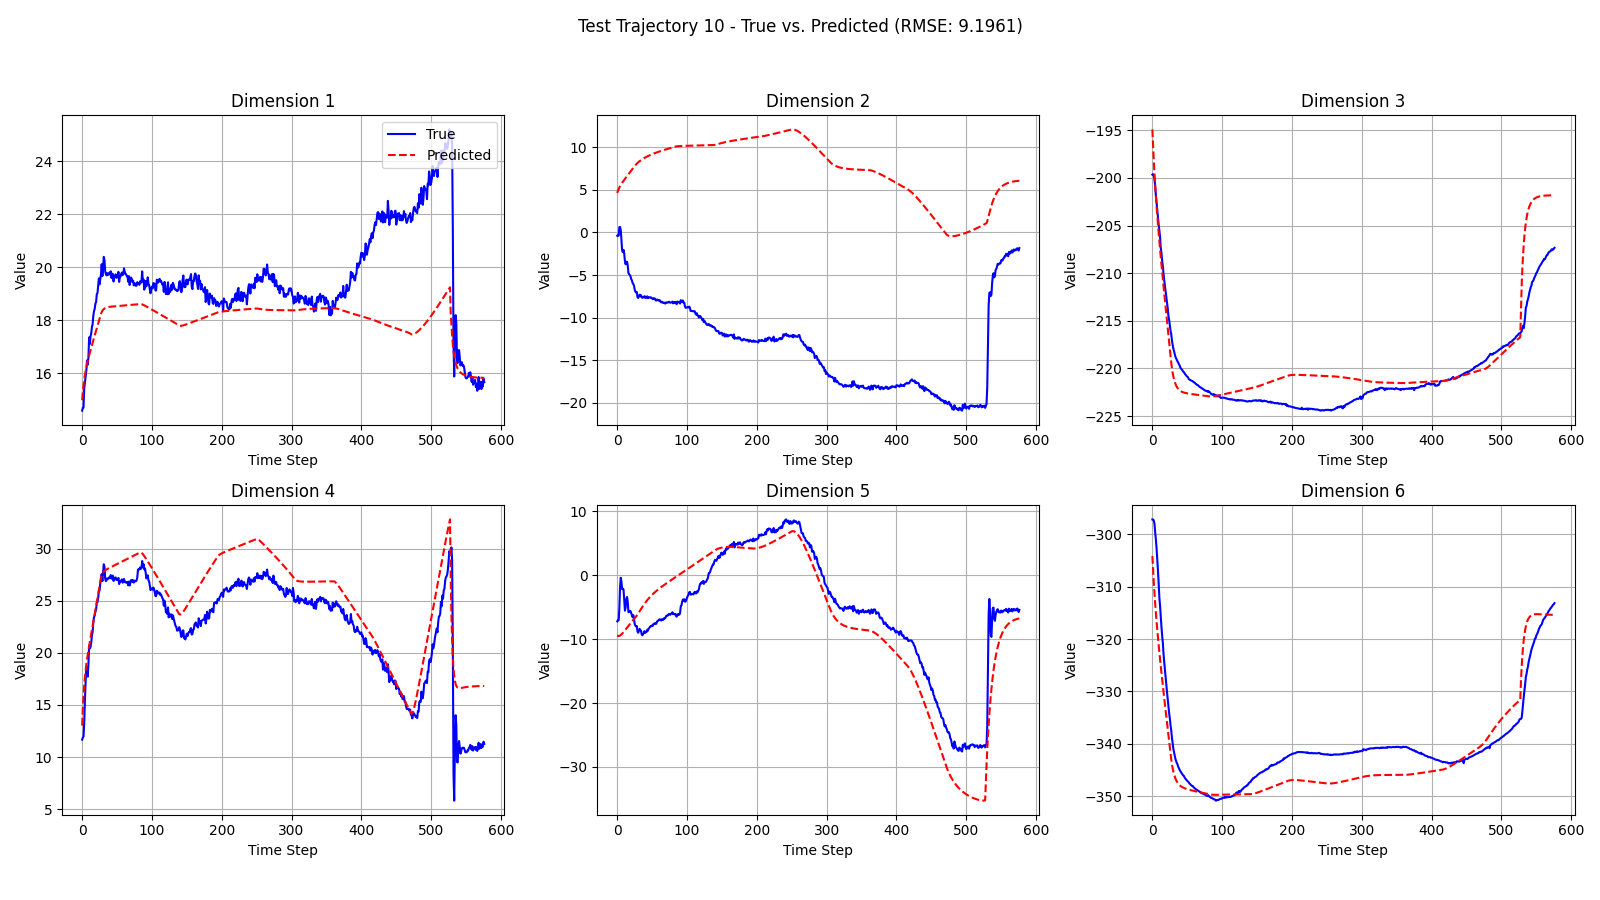 Test Trajectory 10 - True vs. Predicted (RMSE: 9.1961)
Dimension 1
24
22
20
18
16
Value
True
Predicted
0 100 200 300 400 500 600
Time Step
Dimension 2
10
5
0
−5
−10
−15
−20
Value
0 100 200 300 400 500 600
Time Step
Dimension 3
−195
−200
−205
−210
−215
−220
−225
Value
0 100 200 300 400 500 600
Time Step
Dimension 4
30
25
20
15
10
5
Value
0 100 200 300 400 500 600
Time Step
Dimension 5
10
0
−10
−20
−30
Value
0 100 200 300 400 500 600
Time Step
Dimension 6
−300
−310
−320
−330
−340
−350
Value
0 100 200 300 400 500 600
Time Step